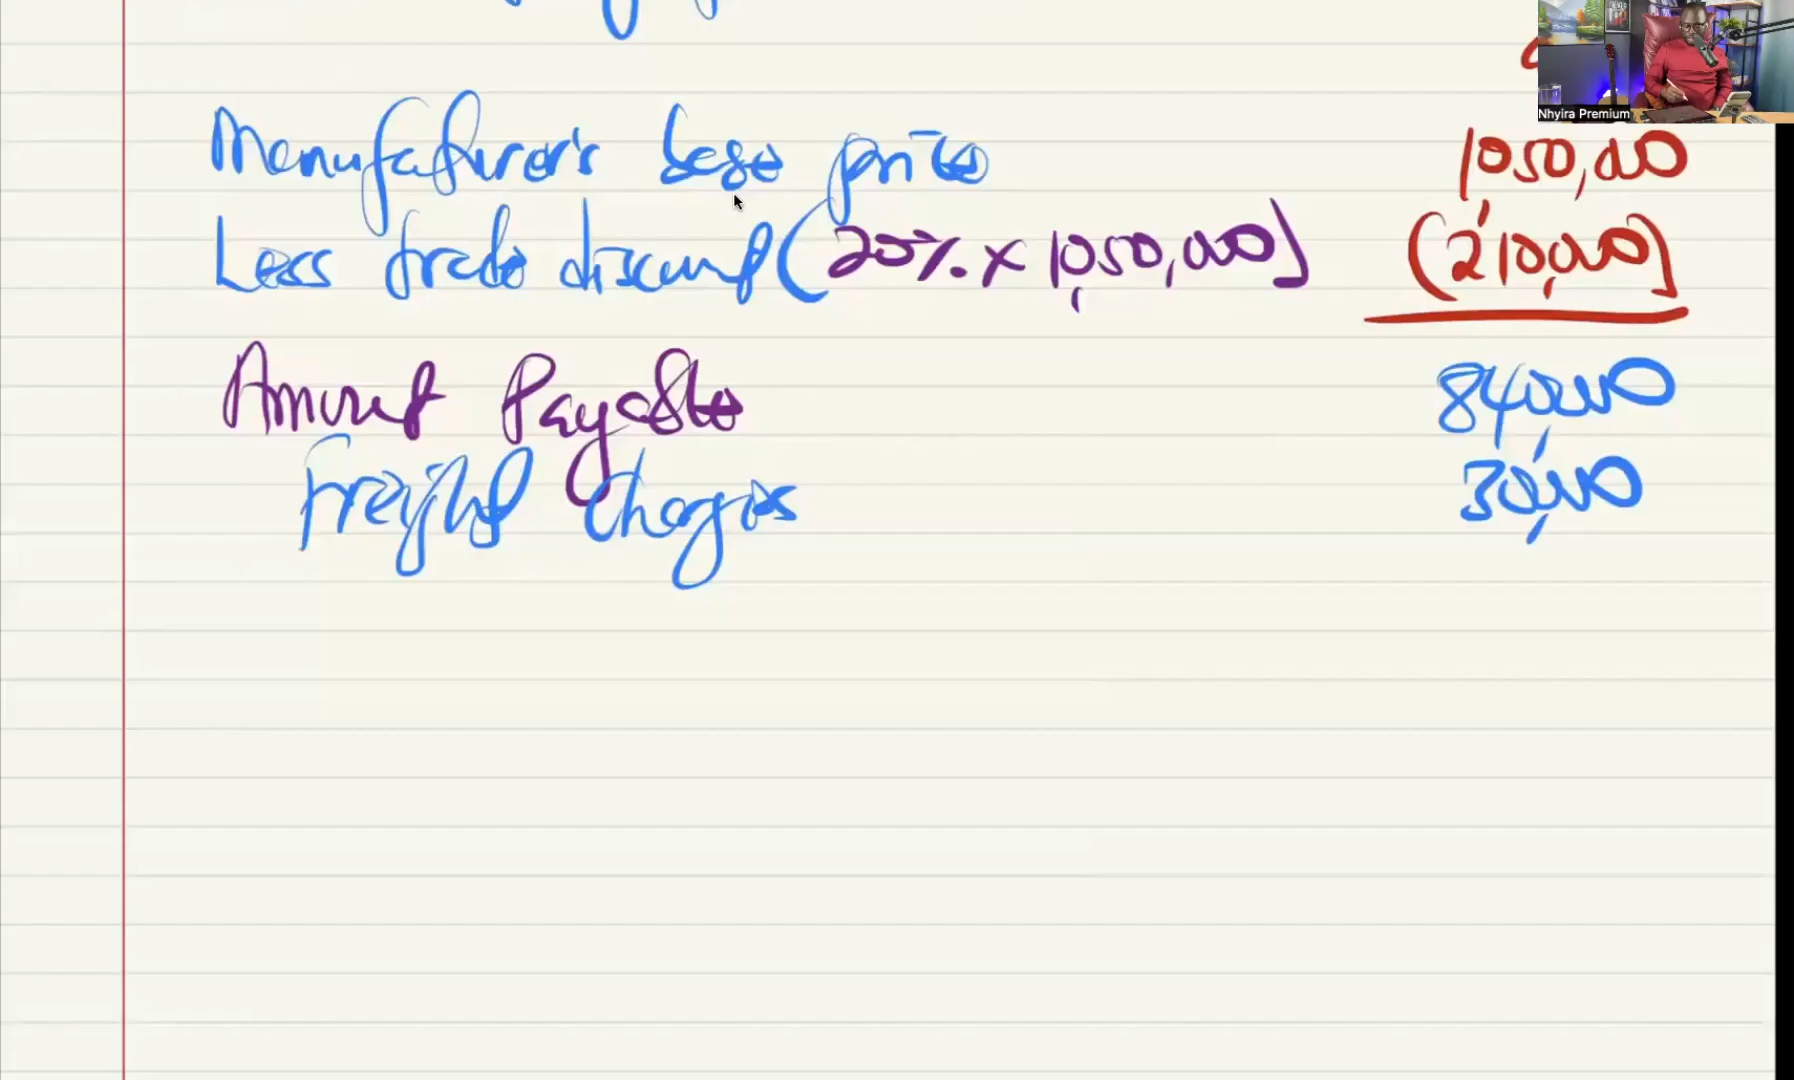 Nhyira Premium
Manufacturer's base price 1,050,000
Less trade discount (20% x 1,050,000) (210,000)
Amount Payable 840,000
Freight charges 30,000